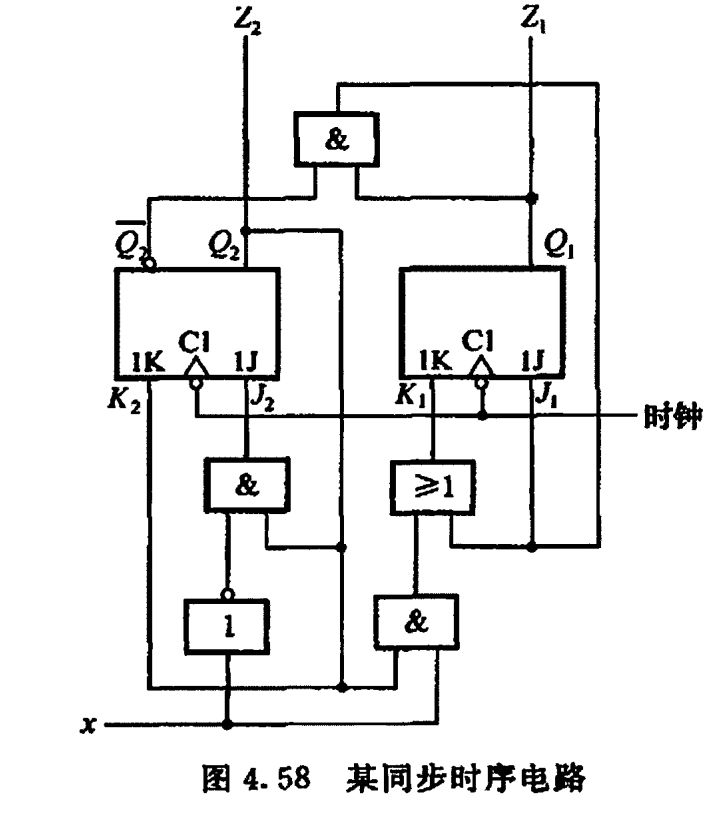 Z₂ Z₁
&
Q̅₂ Q₂ Q₁
C1 C1
1K 1J 1K 1J
K₂ J₂ K₁ J₁
时钟
& ≥1
1 &
x
图 4.58 某同步时序电路